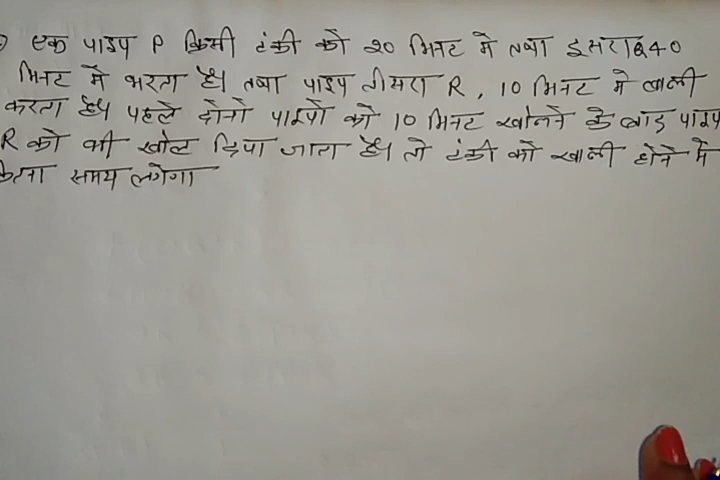 एक पाइप P किसी टंकी को 20 मिनट में तथा दूसरा Q 40
मिनट में भरता है। तथा पाइप तीसरा R, 10 मिनट मे खाली
करता है। पहले दोनो पाइपो को 10 मिनट खोलने के बाद पाइप
R को भी खोल दिया जाता है। तो टंकी को खाली होने में
समय लगेगा